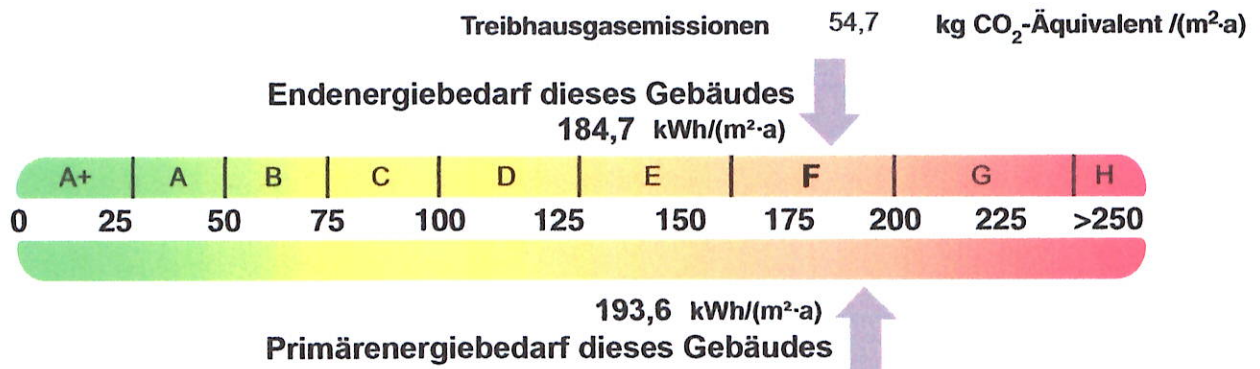 Treibhausgasemissionen 54,7 kg CO₂-Äquivalent /(m²·a)
Endenergiebedarf dieses Gebäudes
184,7 kWh/(m²·a)
A+ A B C D E F G H
0 25 50 75 100 125 150 175 200 225 >250
193,6 kWh/(m²·a)
Primärenergiebedarf dieses Gebäudes